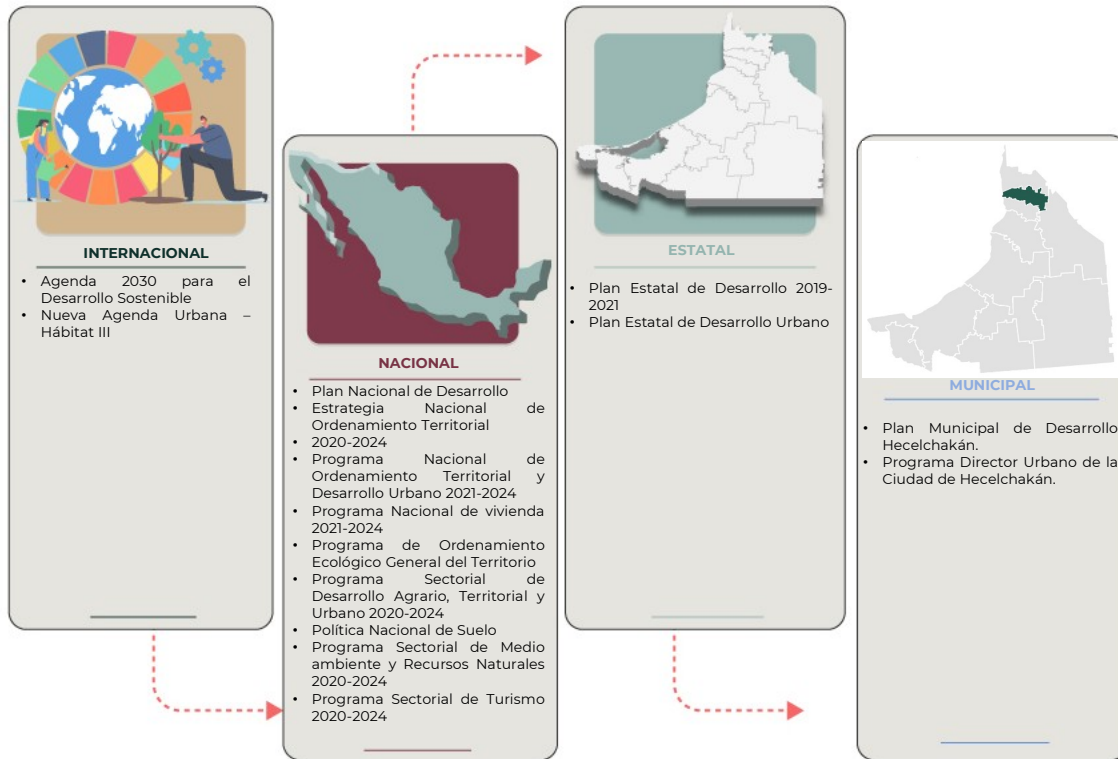 INTERNACIONAL
• Agenda 2030 para el
Desarrollo Sostenible
• Nueva Agenda Urbana –
Hábitat III
NACIONAL
• Plan Nacional de Desarrollo
• Estrategia Nacional de
Ordenamiento Territorial
• 2020-2024
• Programa Nacional de
Ordenamiento Territorial y
Desarrollo Urbano 2021-2024
• Programa Nacional de vivienda
2021-2024
• Programa de Ordenamiento
Ecológico General del Territorio
• Programa Sectorial de
Desarrollo Agrario, Territorial y
Urbano 2020-2024
• Política Nacional de Suelo
• Programa Sectorial de Medio
ambiente y Recursos Naturales
2020-2024
• Programa Sectorial de Turismo
2020-2024
ESTATAL
• Plan Estatal de Desarrollo 2019-
2021
• Plan Estatal de Desarrollo Urbano
MUNICIPAL
• Plan Municipal de Desarrollo
Hecelchakán.
• Programa Director Urbano de la
Ciudad de Hecelchakán.